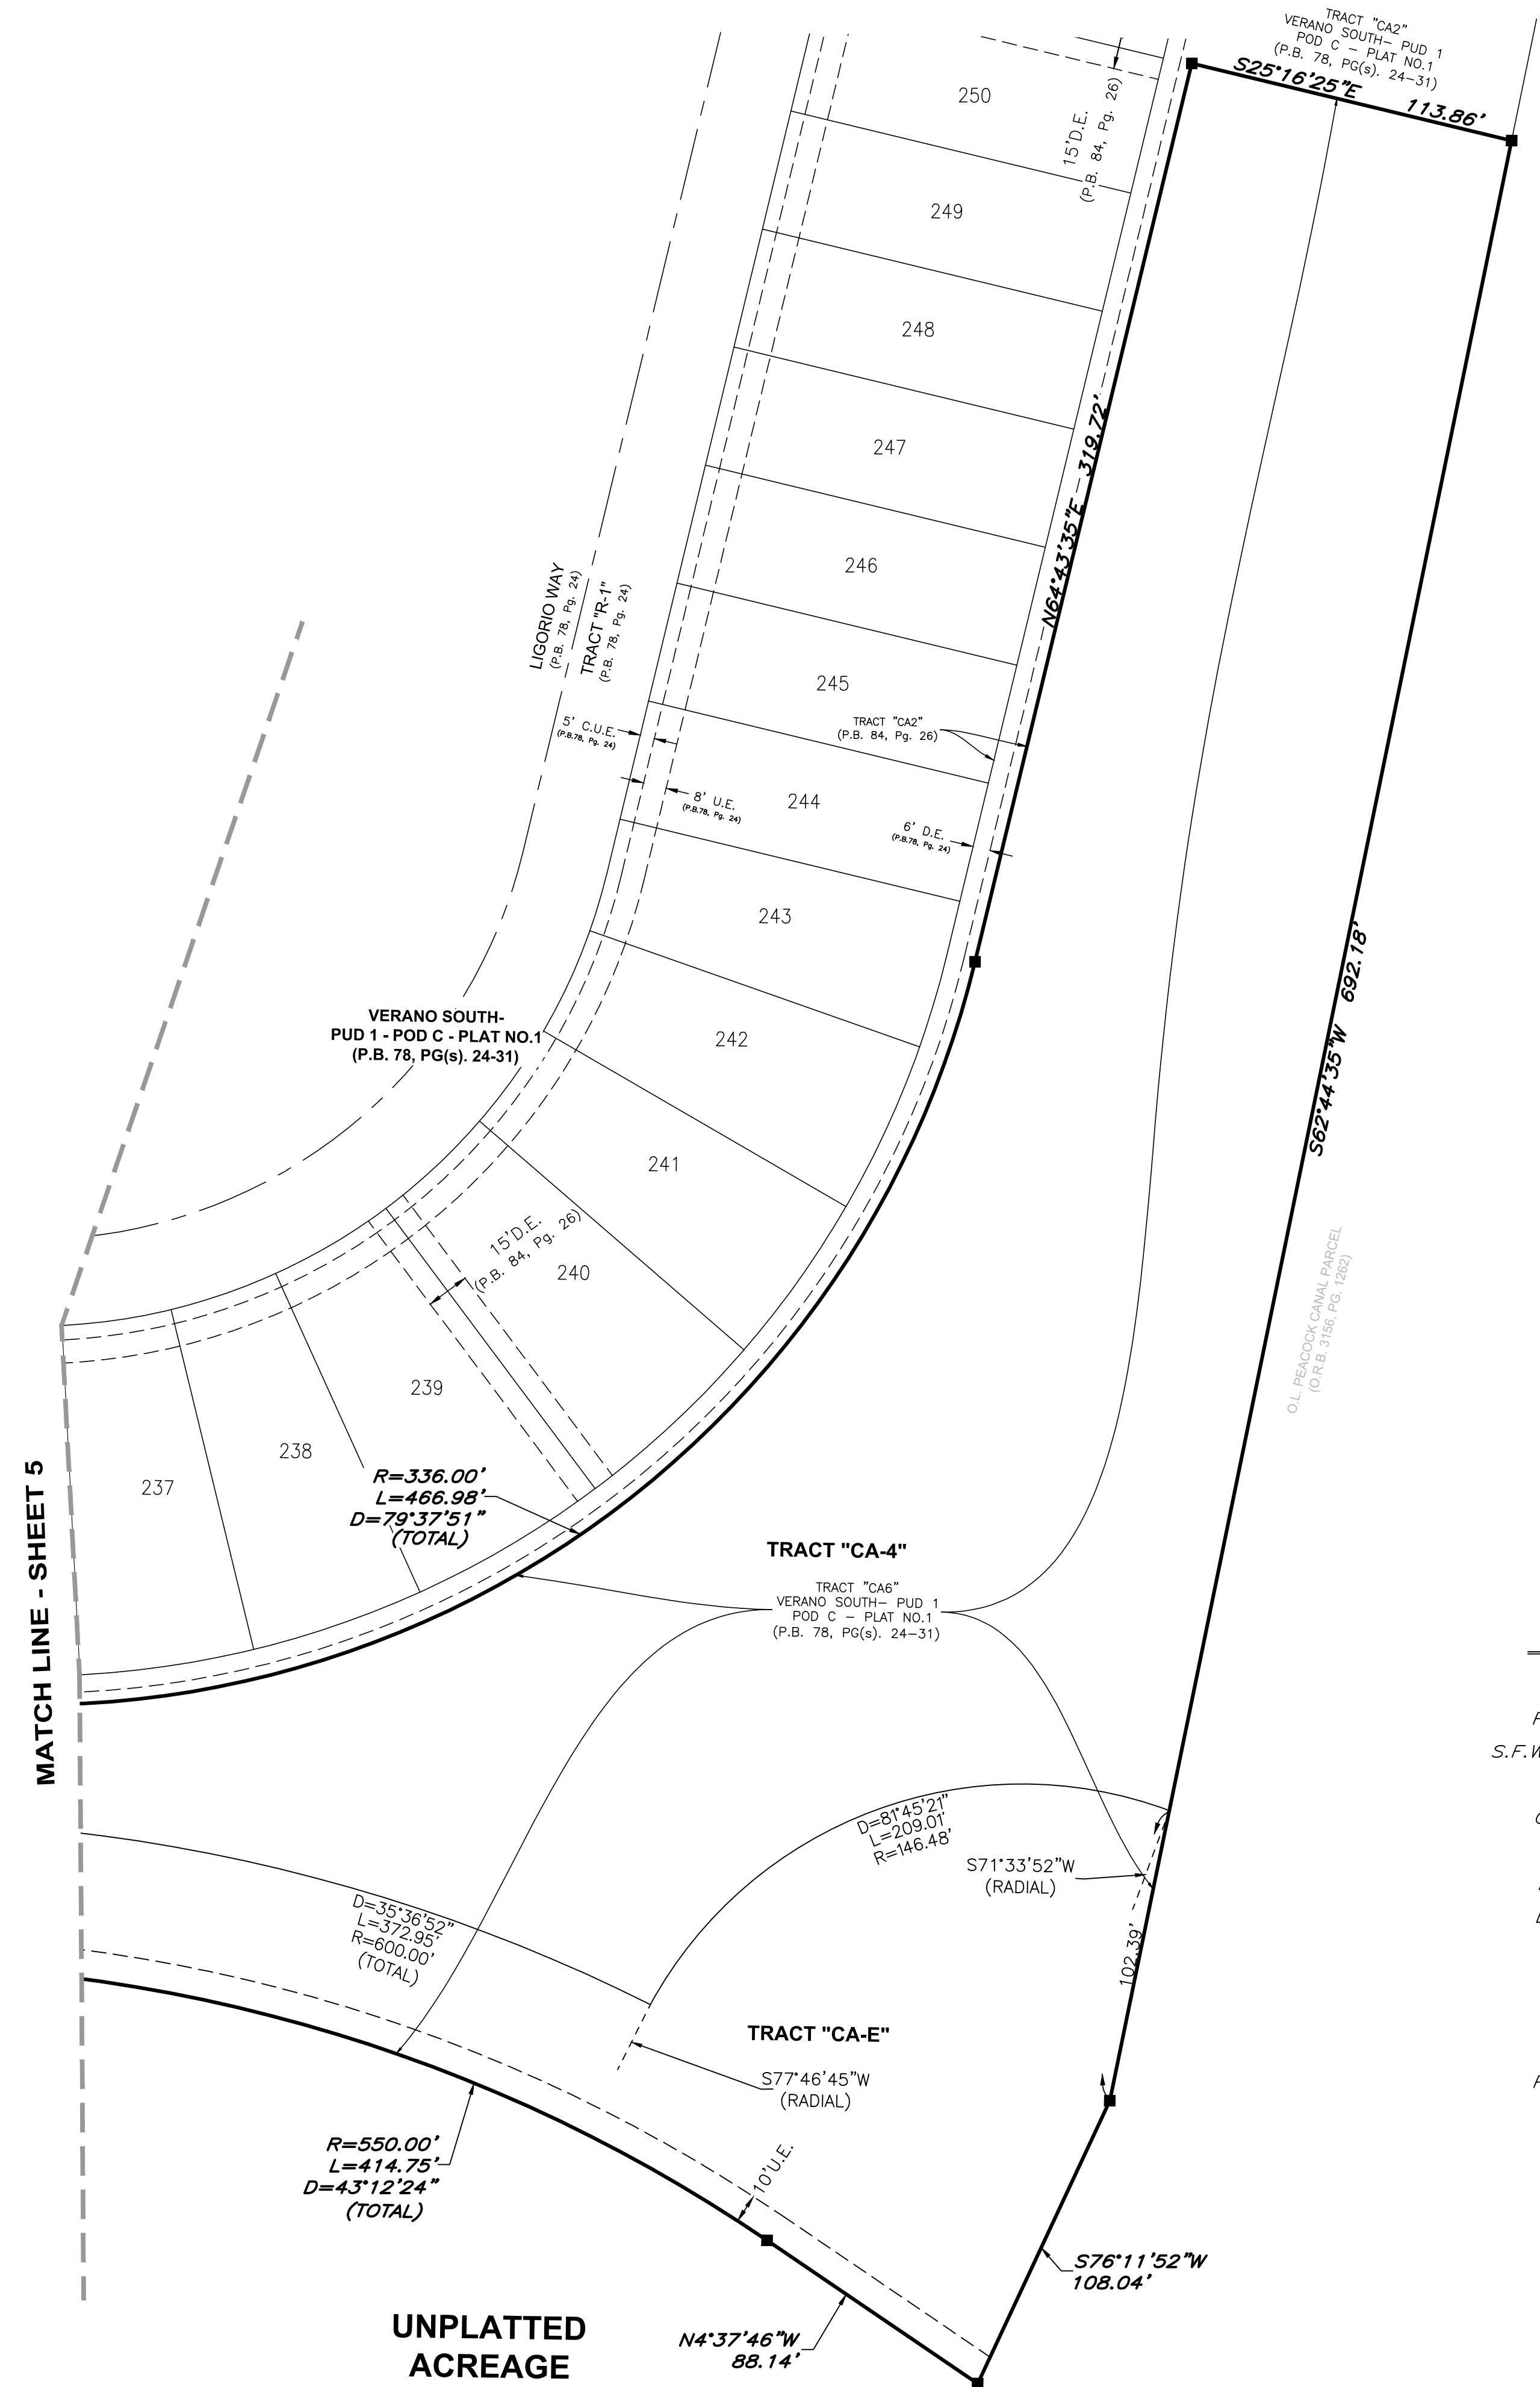 TRACT "CA2"
VERANO SOUTH– PUD 1
POD C – PLAT NO.1
(P.B. 78, PG(s). 24–31)
S25°16'25"E 113.86'
250
15'D.E.
(P.B. 84, Pg. 26)
249
248
247
N64°43'35"E 319.72'
246
LIGORIO WAY
(P.B. 78, Pg. 24)
TRACT "R-1"
(P.B. 78, Pg. 24)
245
5' C.U.E.
(P.B.78, Pg. 24)
TRACT "CA2"
(P.B. 84, Pg. 26)
8' U.E.
(P.B.78, Pg. 24)
244
6' D.E.
(P.B.78, Pg. 24)
243
S62°44'35"W 692.18'
VERANO SOUTH-
PUD 1 - POD C - PLAT NO.1
(P.B. 78, PG(s). 24-31)
242
241
15'D.E.
(P.B. 84, Pg. 26)
240
O.L. PEACOCK CANAL PARCEL
(O.R.B. 3156, PG. 1262)
239
238
237
R=336.00'
L=466.98'
D=79°37'51"
(TOTAL)
MATCH LINE - SHEET 5
TRACT "CA-4"
TRACT "CA6"
VERANO SOUTH– PUD 1
POD C – PLAT NO.1
(P.B. 78, PG(s). 24–31)
S.F.W
D=81°45'21"
L=209.01'
R=146.48'
S71°33'52"W
(RADIAL)
D=35°36'52"
L=372.95'
R=600.00'
(TOTAL)
102.39'
TRACT "CA-E"
S77°46'45"W
(RADIAL)
R=550.00'
L=414.75'
D=43°12'24"
(TOTAL)
10'U.E.
S76°11'52"W
108.04'
UNPLATTED
ACREAGE
N4°37'46"W
88.14'